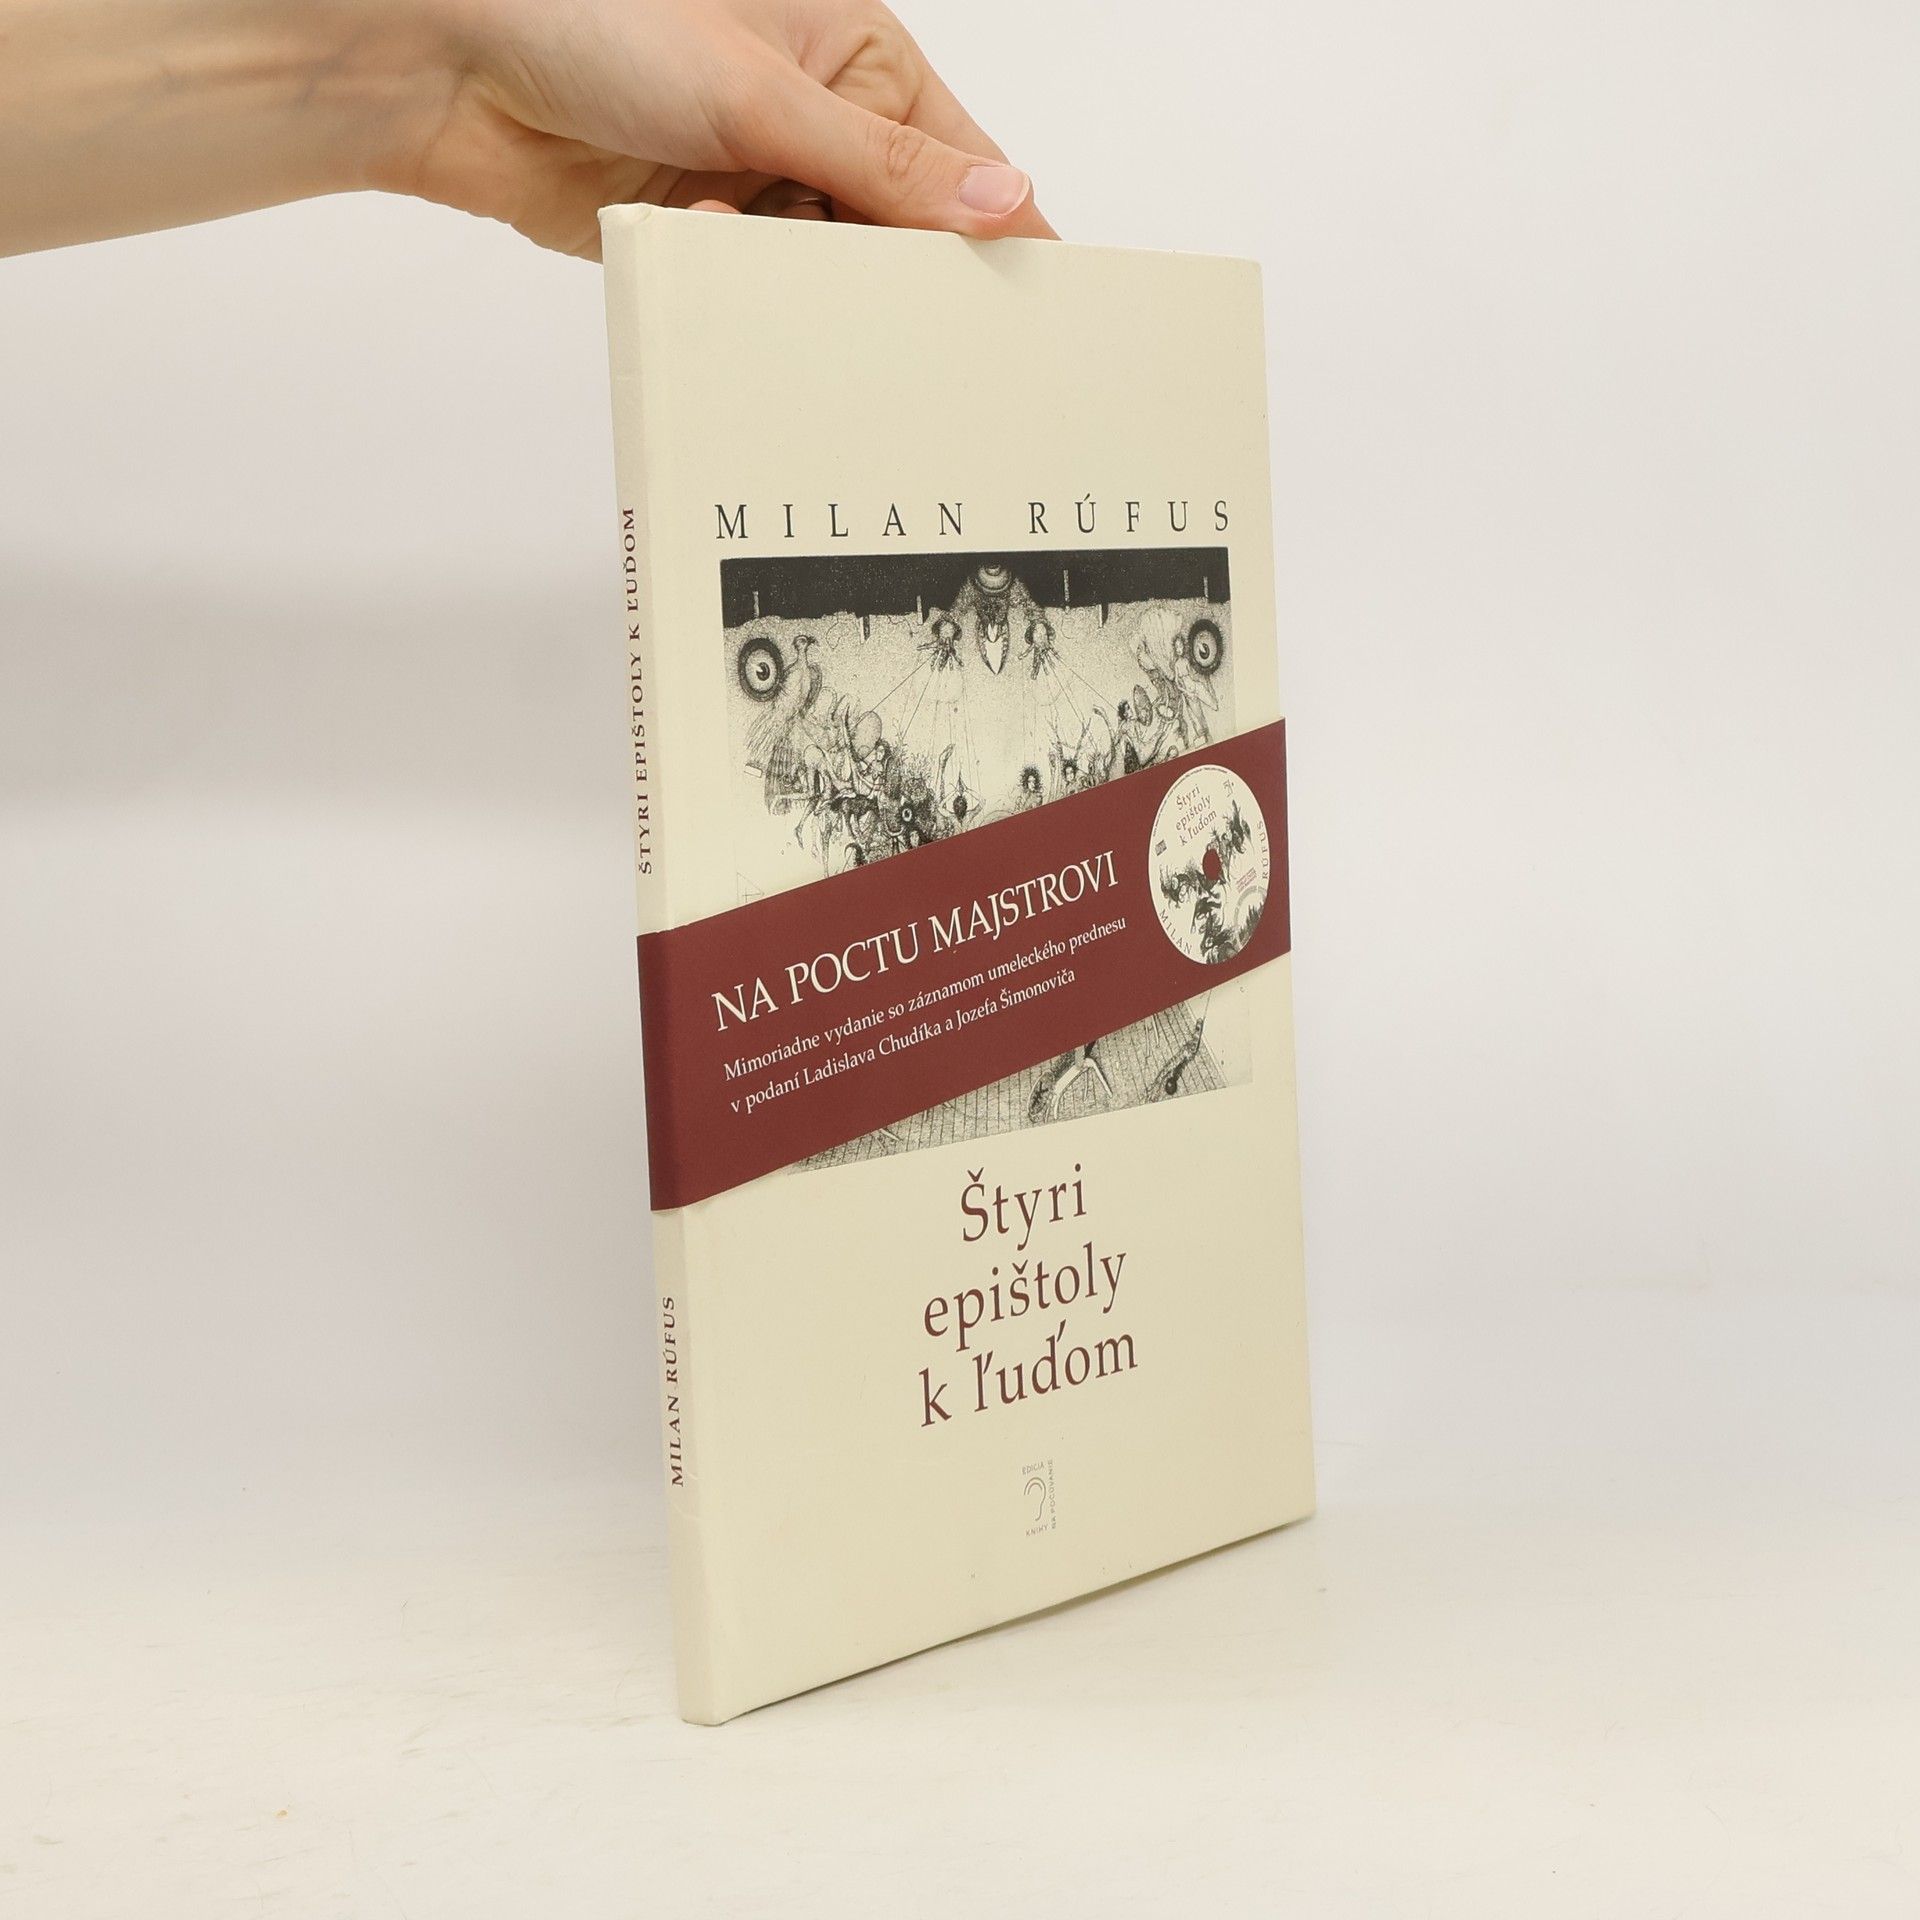 ŠTYRI EPIŠTOLY K ĽUĎOM
MILAN RÚFUS
MILAN RÚFUS
NA POCTU MAJSTROVI
Mimoriadne vydanie so záznamom umeleckého prednesu
v podaní Ladislava Chudíka a Jozefa Šimonoviča
Štyri
epištoly
k ľuďom
MILAN
RÚFUS
Štyri
epištoly
k ľuďom
EDÍCIA
KNIHY
NA POČÚVANIE